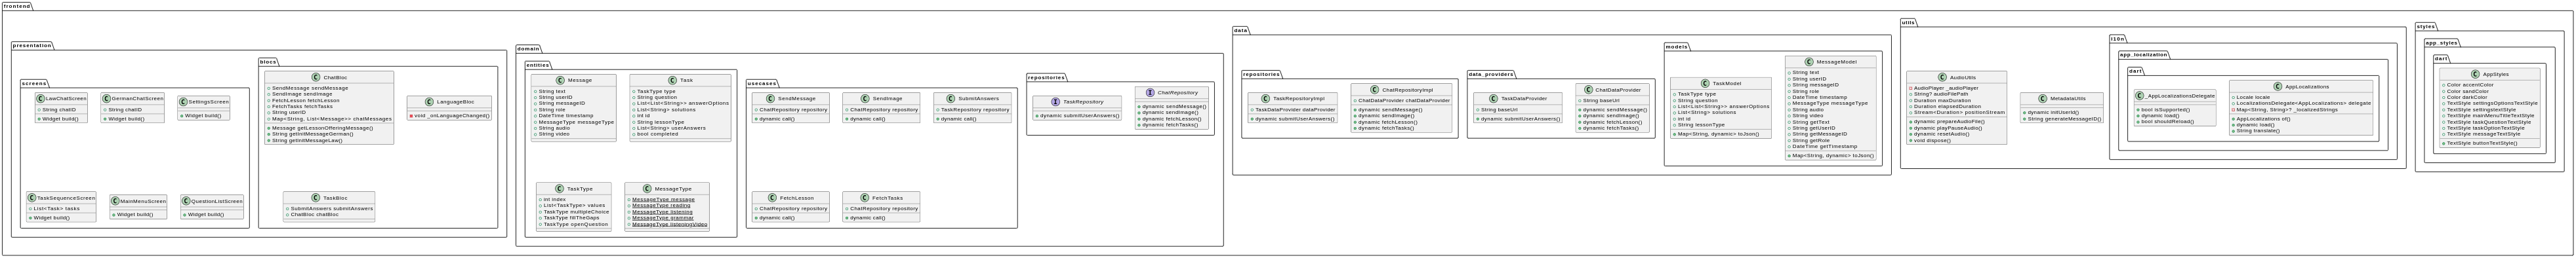 frontend
presentation
screens
LawChatScreen
String chatID
Widget build()
GermanChatScreen
String chatID
Widget build()
SettingsScreen
Widget build()
TaskSequenceScreen
List<Task> tasks
Widget build()
MainMenuScreen
Widget build()
QuestionListScreen
Widget build()
blocs
ChatBloc
SendMessage sendMessage
SendImage sendImage
FetchLesson fetchLesson
FetchTasks fetchTasks
String userID
Map<String, List<Message>> chatMessages
Message getLessonOfferingMessage()
String getInitMessageGerman()
String getInitMessageLaw()
LanguageBloc
void _onLanguageChanged()
TaskBloc
SubmitAnswers submitAnswers
ChatBloc chatBloc
domain
entities
Message
String text
String userID
String messageID
String role
DateTime timestamp
MessageType messageType
String audio
String video
Task
TaskType type
String question
List<List<String>> answerOptions
List<String> solutions
int id
String lessonType
List<String> userAnswers
bool completed
TaskType
int index
List<TaskType> values
TaskType multipleChoice
TaskType fillTheGaps
TaskType openQuestion
MessageType
MessageType message
MessageType reading
MessageType listening
MessageType grammar
MessageType listeningVideo
usecases
SendMessage
ChatRepository repository
dynamic call()
SendImage
ChatRepository repository
dynamic call()
SubmitAnswers
TaskRepository repository
dynamic call()
FetchLesson
ChatRepository repository
dynamic call()
FetchTasks
ChatRepository repository
dynamic call()
repositories
TaskRepository
dynamic submitUserAnswers()
ChatRepository
dynamic sendMessage()
dynamic sendImage()
dynamic fetchLesson()
dynamic fetchTasks()
data
repositories
TaskRepositoryImpl
TaskDataProvider dataProvider
dynamic submitUserAnswers()
ChatRepositoryImpl
ChatDataProvider chatDataProvider
dynamic sendMessage()
dynamic sendImage()
dynamic fetchLesson()
dynamic fetchTasks()
data_providers
TaskDataProvider
String baseUrl
dynamic submitUserAnswers()
ChatDataProvider
String baseUrl
dynamic sendMessage()
dynamic sendImage()
dynamic fetchLesson()
dynamic fetchTasks()
models
TaskModel
TaskType type
String question
List<List<String>> answerOptions
List<String> solutions
int id
String lessonType
Map<String, dynamic> toJson()
MessageModel
String text
String userID
String messageID
String role
DateTime timestamp
MessageType messageType
String audio
String video
String getText
String getUserID
String getMessageID
String getRole
DateTime getTimestamp
Map<String, dynamic> toJson()
utils
AudioUtils
AudioPlayer _audioPlayer
String? audioFilePath
Duration maxDuration
Duration elapsedDuration
Stream<Duration> positionStream
dynamic prepareAudioFile()
dynamic playPauseAudio()
dynamic resetAudio()
void dispose()
MetadataUtils
dynamic initUserId()
String generateMessageID()
l10n
app_localization
dart
_AppLocalizationsDelegate
bool isSupported()
dynamic load()
bool shouldReload()
AppLocalizations
Locale locale
LocalizationsDelegate<AppLocalizations> delegate
Map<String, String>? _localizedStrings
AppLocalizations of()
dynamic load()
String translate()
styles
app_styles
dart
AppStyles
Color accentColor
Color sandColor
Color darkColor
TextStyle settingsOptionsTextStyle
TextStyle settingstextStyle
TextStyle mainMenuTitleTextStyle
TextStyle taskQuestionTextStyle
TextStyle taskOptionTextStyle
TextStyle messageTextStyle
TextStyle buttonTextStyle()